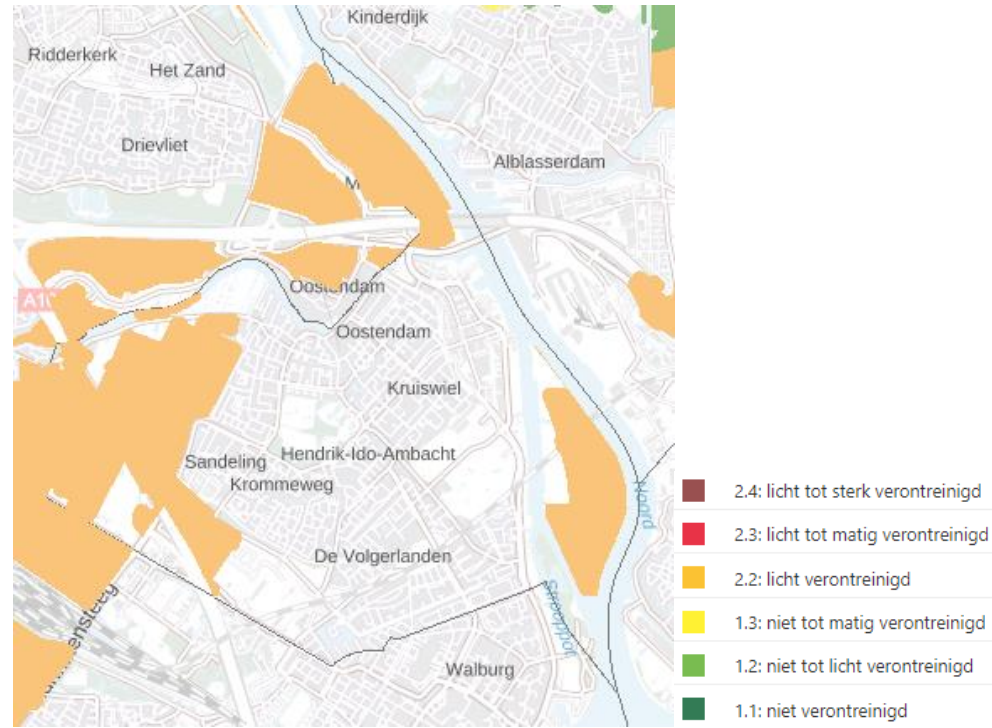 Kinderdijk
Ridderkerk
Het Zand
Drievliet
Alblasserdam
Oostendam
Oostendam
Kruiswiel
Hendrik-Ido-Ambacht
Sandeling
Krommeweg
Noord
De Volgerlanden
Strooppot
Walburg
2.4: licht tot sterk verontreinigd
2.3: licht tot matig verontreinigd
2.2: licht verontreinigd
1.3: niet tot matig verontreinigd
1.2: niet tot licht verontreinigd
1.1: niet verontreinigd